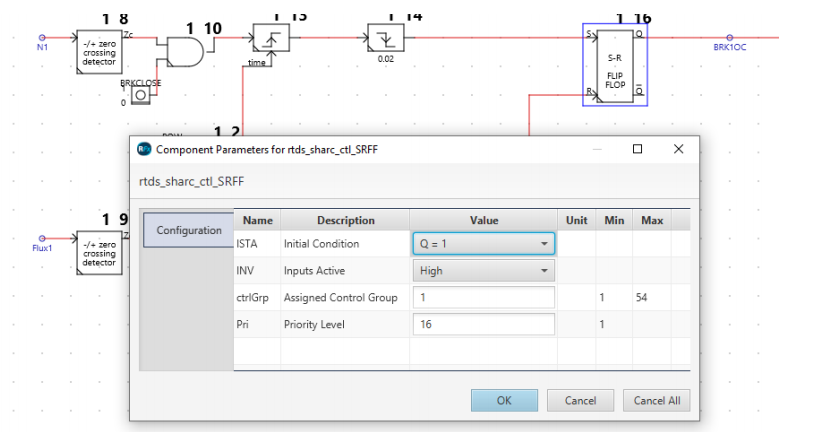 1 8
1 10
1 13
1 14
1 16
N1
-/+ zero
crossing
detector
Zc
time
0.02
S
Q
S-R
FLIP
FLOP
R
Q
BRK1OC
BRKCLOSE
1
0
1 2
Component Parameters for rtds_sharc_ctl_SRFF
rtds_sharc_ctl_SRFF
Configuration
Name Description Value Unit Min Max
ISTA Initial Condition Q = 1
INV Inputs Active High
ctrlGrp Assigned Control Group 1 1 54
Pri Priority Level 16 1
OK Cancel Cancel All
1 9
Flux1
-/+ zero
crossing
detector